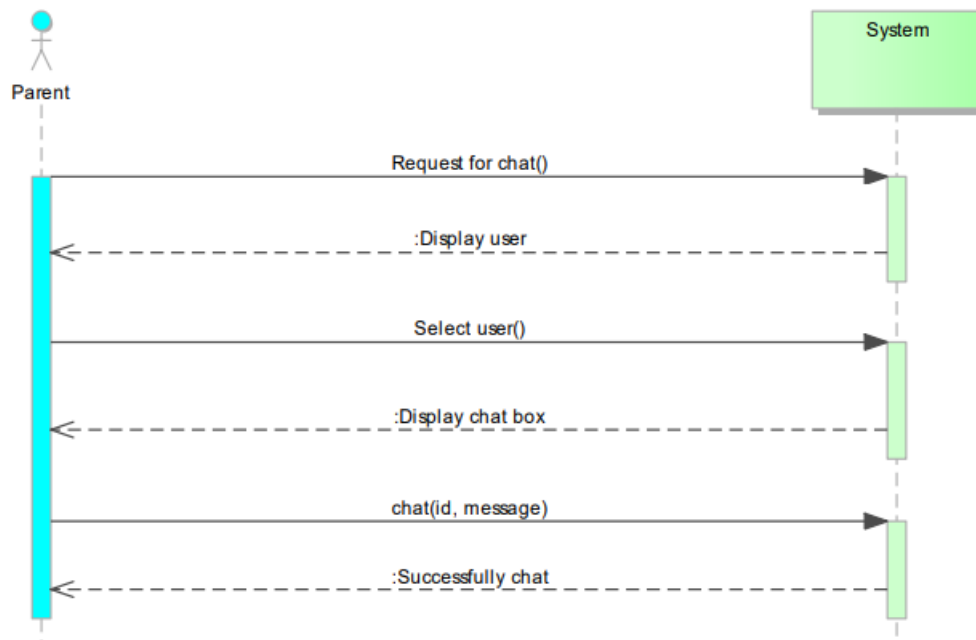 System
Parent
Request for chat()
:Display user
Select user()
:Display chat box
chat(id, message)
:Successfully chat